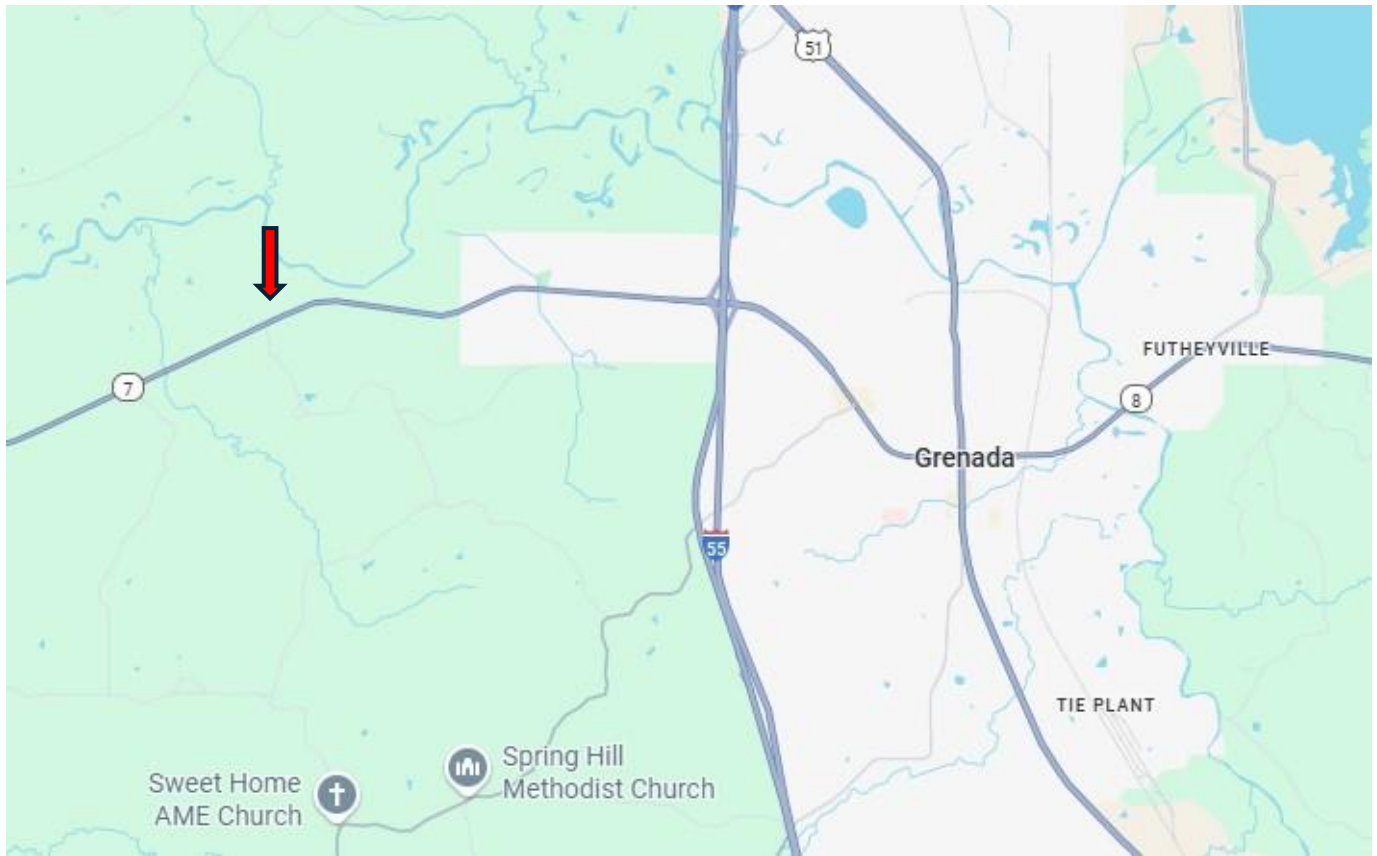 51
FUTHEYVILLE
7
8
Grenada
55
TIE PLANT
Spring Hill
Methodist Church
Sweet Home
AME Church